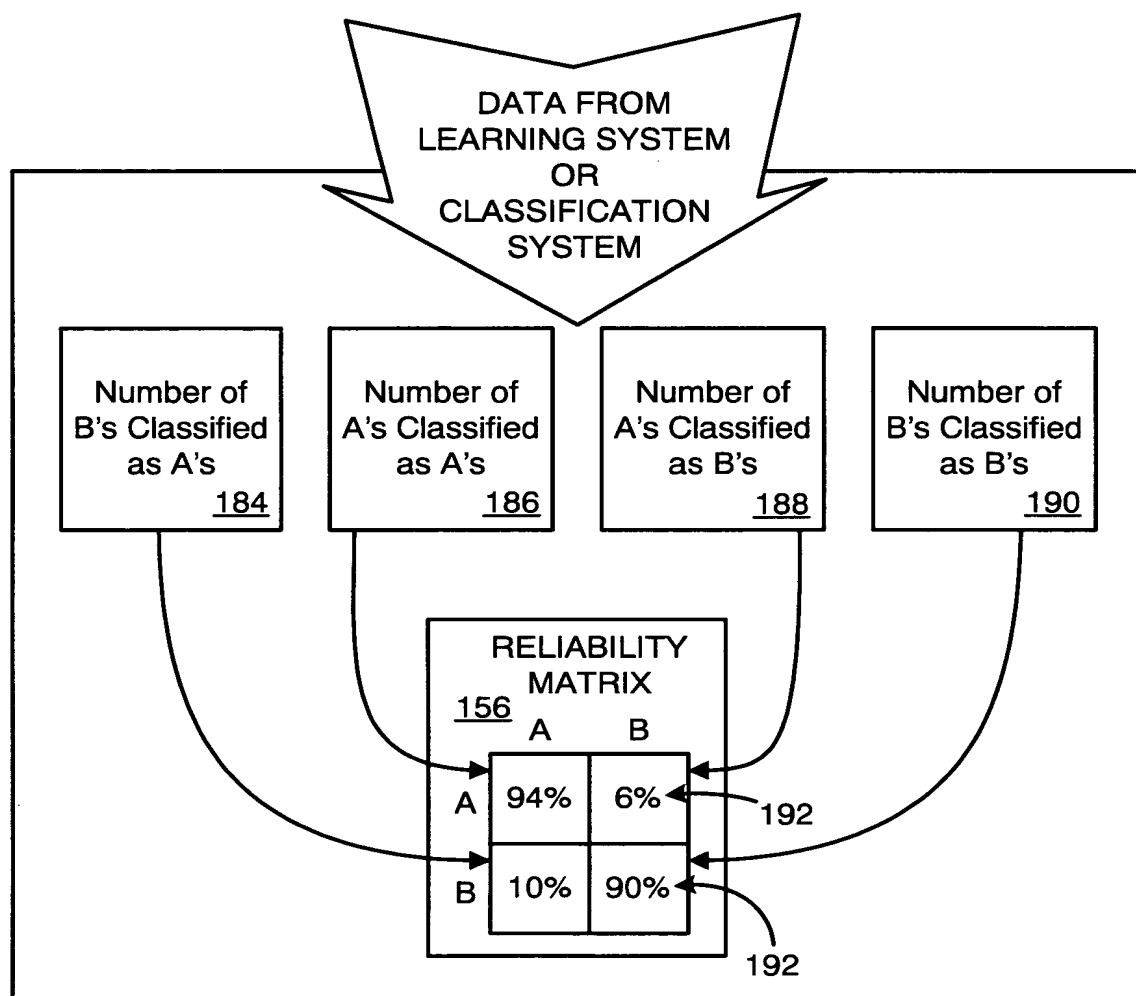 DATA FROM
LEARNING SYSTEM
OR
CLASSIFICATION
SYSTEM
Number of
B's Classified
as A's
184
Number of
A's Classified
as A's
186
Number of
A's Classified
as B's
188
Number of
B's Classified
as B's
190
RELIABILITY
MATRIX
156
A B
A 94% 6% 192
B 10% 90%
192